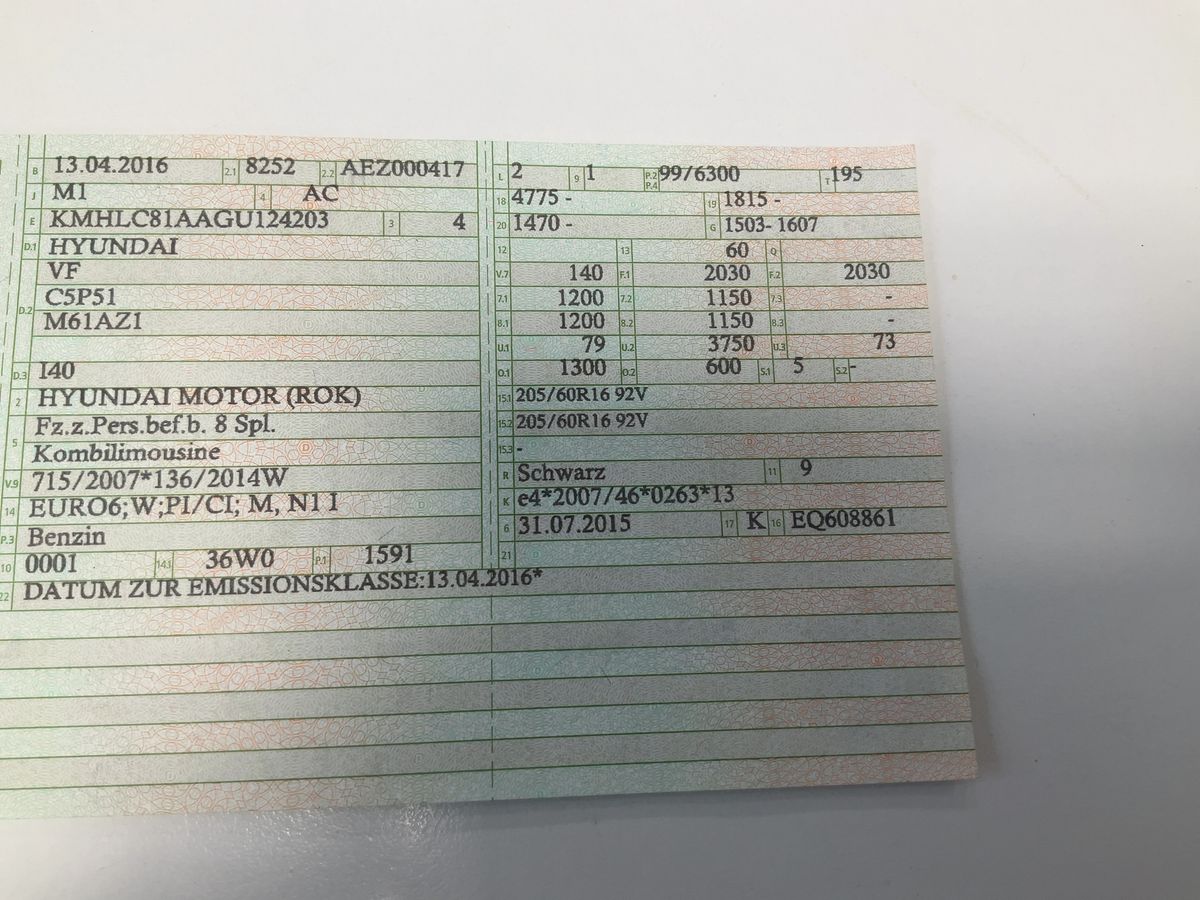 B 13.04.2016 2.1 8252 2.2 AEZ000417
J M1 4 AC
E KMHLC81AAGU124203 3 4
D.1 HYUNDAI
VF
D.2 C5P51
M61AZ1
D.3 I40
2 HYUNDAI MOTOR (ROK)
Fz.z.Pers.bef.b. 8 Spl.
5 Kombilimousine
V.9 715/2007*136/2014W
14 EURO6;W;PI/CI; M, N1 I
P.3 Benzin
10 0001 14.1 36W0 P.1 1591
L 2 9 1 P.2 P.4 99/6300 T 195
18 4775 - 19 1815 -
20 1470 - G 1503- 1607
12 13 60 Q
V.7 140 F.1 2030 F.2 2030
7.1 1200 7.2 1150 7.3 -
8.1 1200 8.2 1150 8.3 -
U.1 79 U.2 3750 U.3 73
O.1 1300 O.2 600 S.1 5 S.2 -
15.1 205/60R16 92V
15.2 205/60R16 92V
15.3 -
R Schwarz 11 9
K e4*2007/46*0263*13
6 31.07.2015 17 K 16 EQ608861
21
22 DATUM ZUR EMISSIONSKLASSE:13.04.2016*